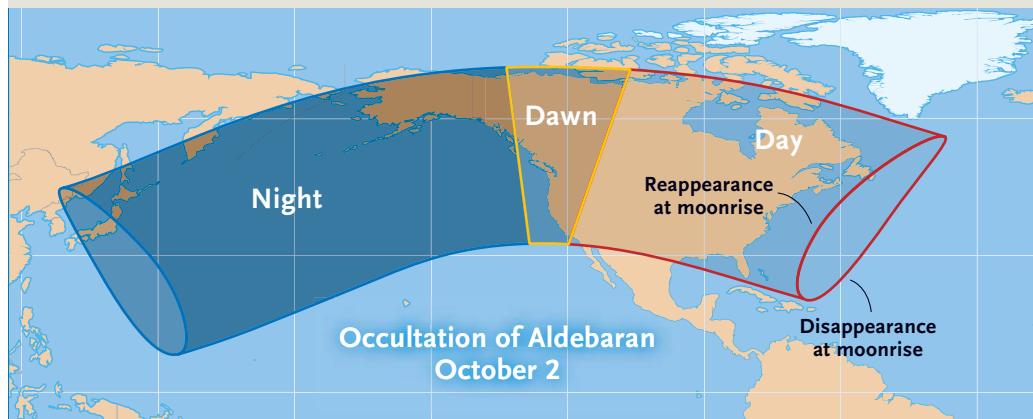 Dawn
Day
Night
Reappearance
at moonrise
Occultation of Aldebaran
October 2
Disappearance
at moonrise